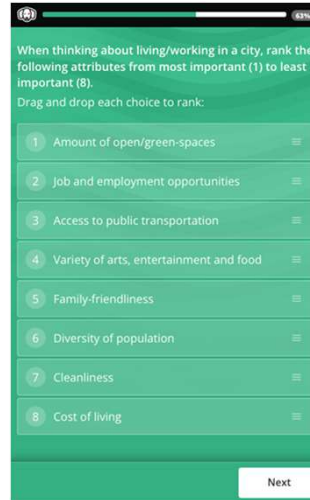 63%
When thinking about living/working in a city, rank the
following attributes from most important (1) to least
important (8).
Drag and drop each choice to rank:
1 Amount of open/green-spaces
2 Job and employment opportunities
3 Access to public transportation
4 Variety of arts, entertainment and food
5 Family-friendliness
6 Diversity of population
7 Cleanliness
8 Cost of living
Next